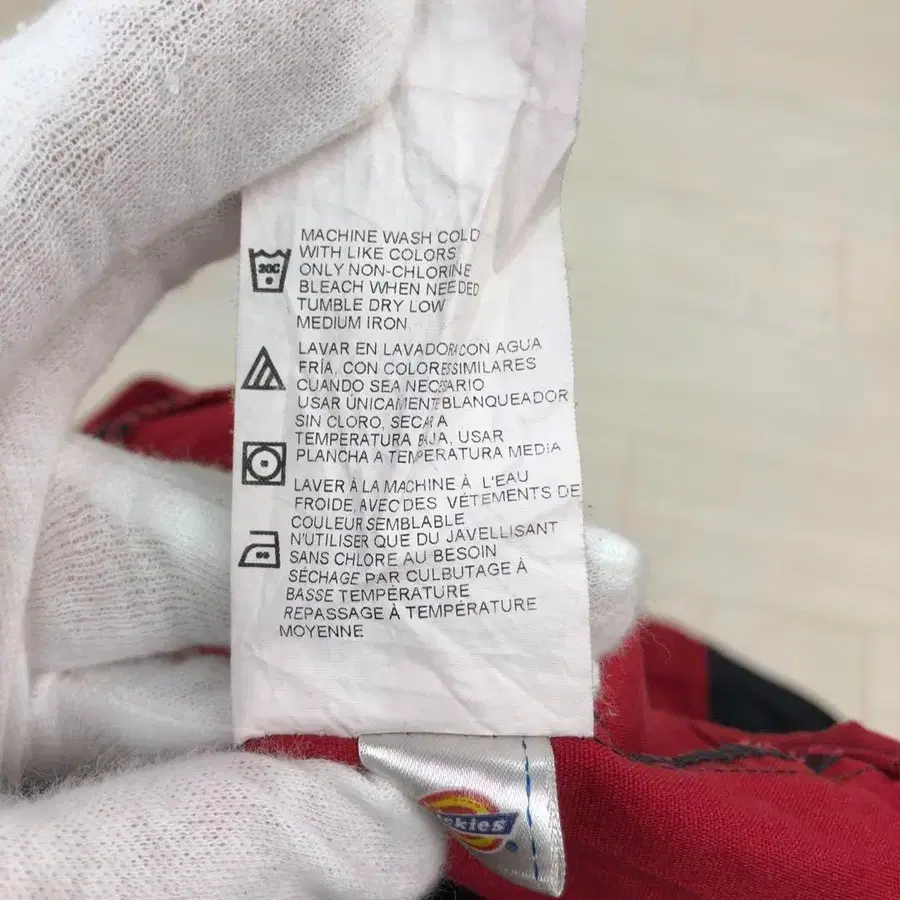 MACHINE WASH COLD
WITH LIKE COLORS
ONLY NON-CHLORINE
BLEACH WHEN NEEDED
TUMBLE DRY LOW
MEDIUM IRON
20C
LAVAR EN LAVADORA CON AGUA
FRÍA, CON COLORES SIMILARES
CUANDO SEA NECESARIO
USAR ÚNICAMENTE BLANQUEADOR
SIN CLORO, SECAR A
TEMPERATURA BAJA, USAR
PLANCHA A TEMPERATURA MEDIA
LAVER À LA MACHINE À L'EAU
FROIDE, AVEC DES VÉTEMENTS DE
COULEUR SEMBLABLE
N'UTILISER QUE DU JAVELLISANT
SANS CHLORE AU BESOIN
SÉCHAGE PAR CULBUTAGE À
BASSE TEMPÉRATURE
REPASSAGE À TEMPÉRATURE
MOYENNE